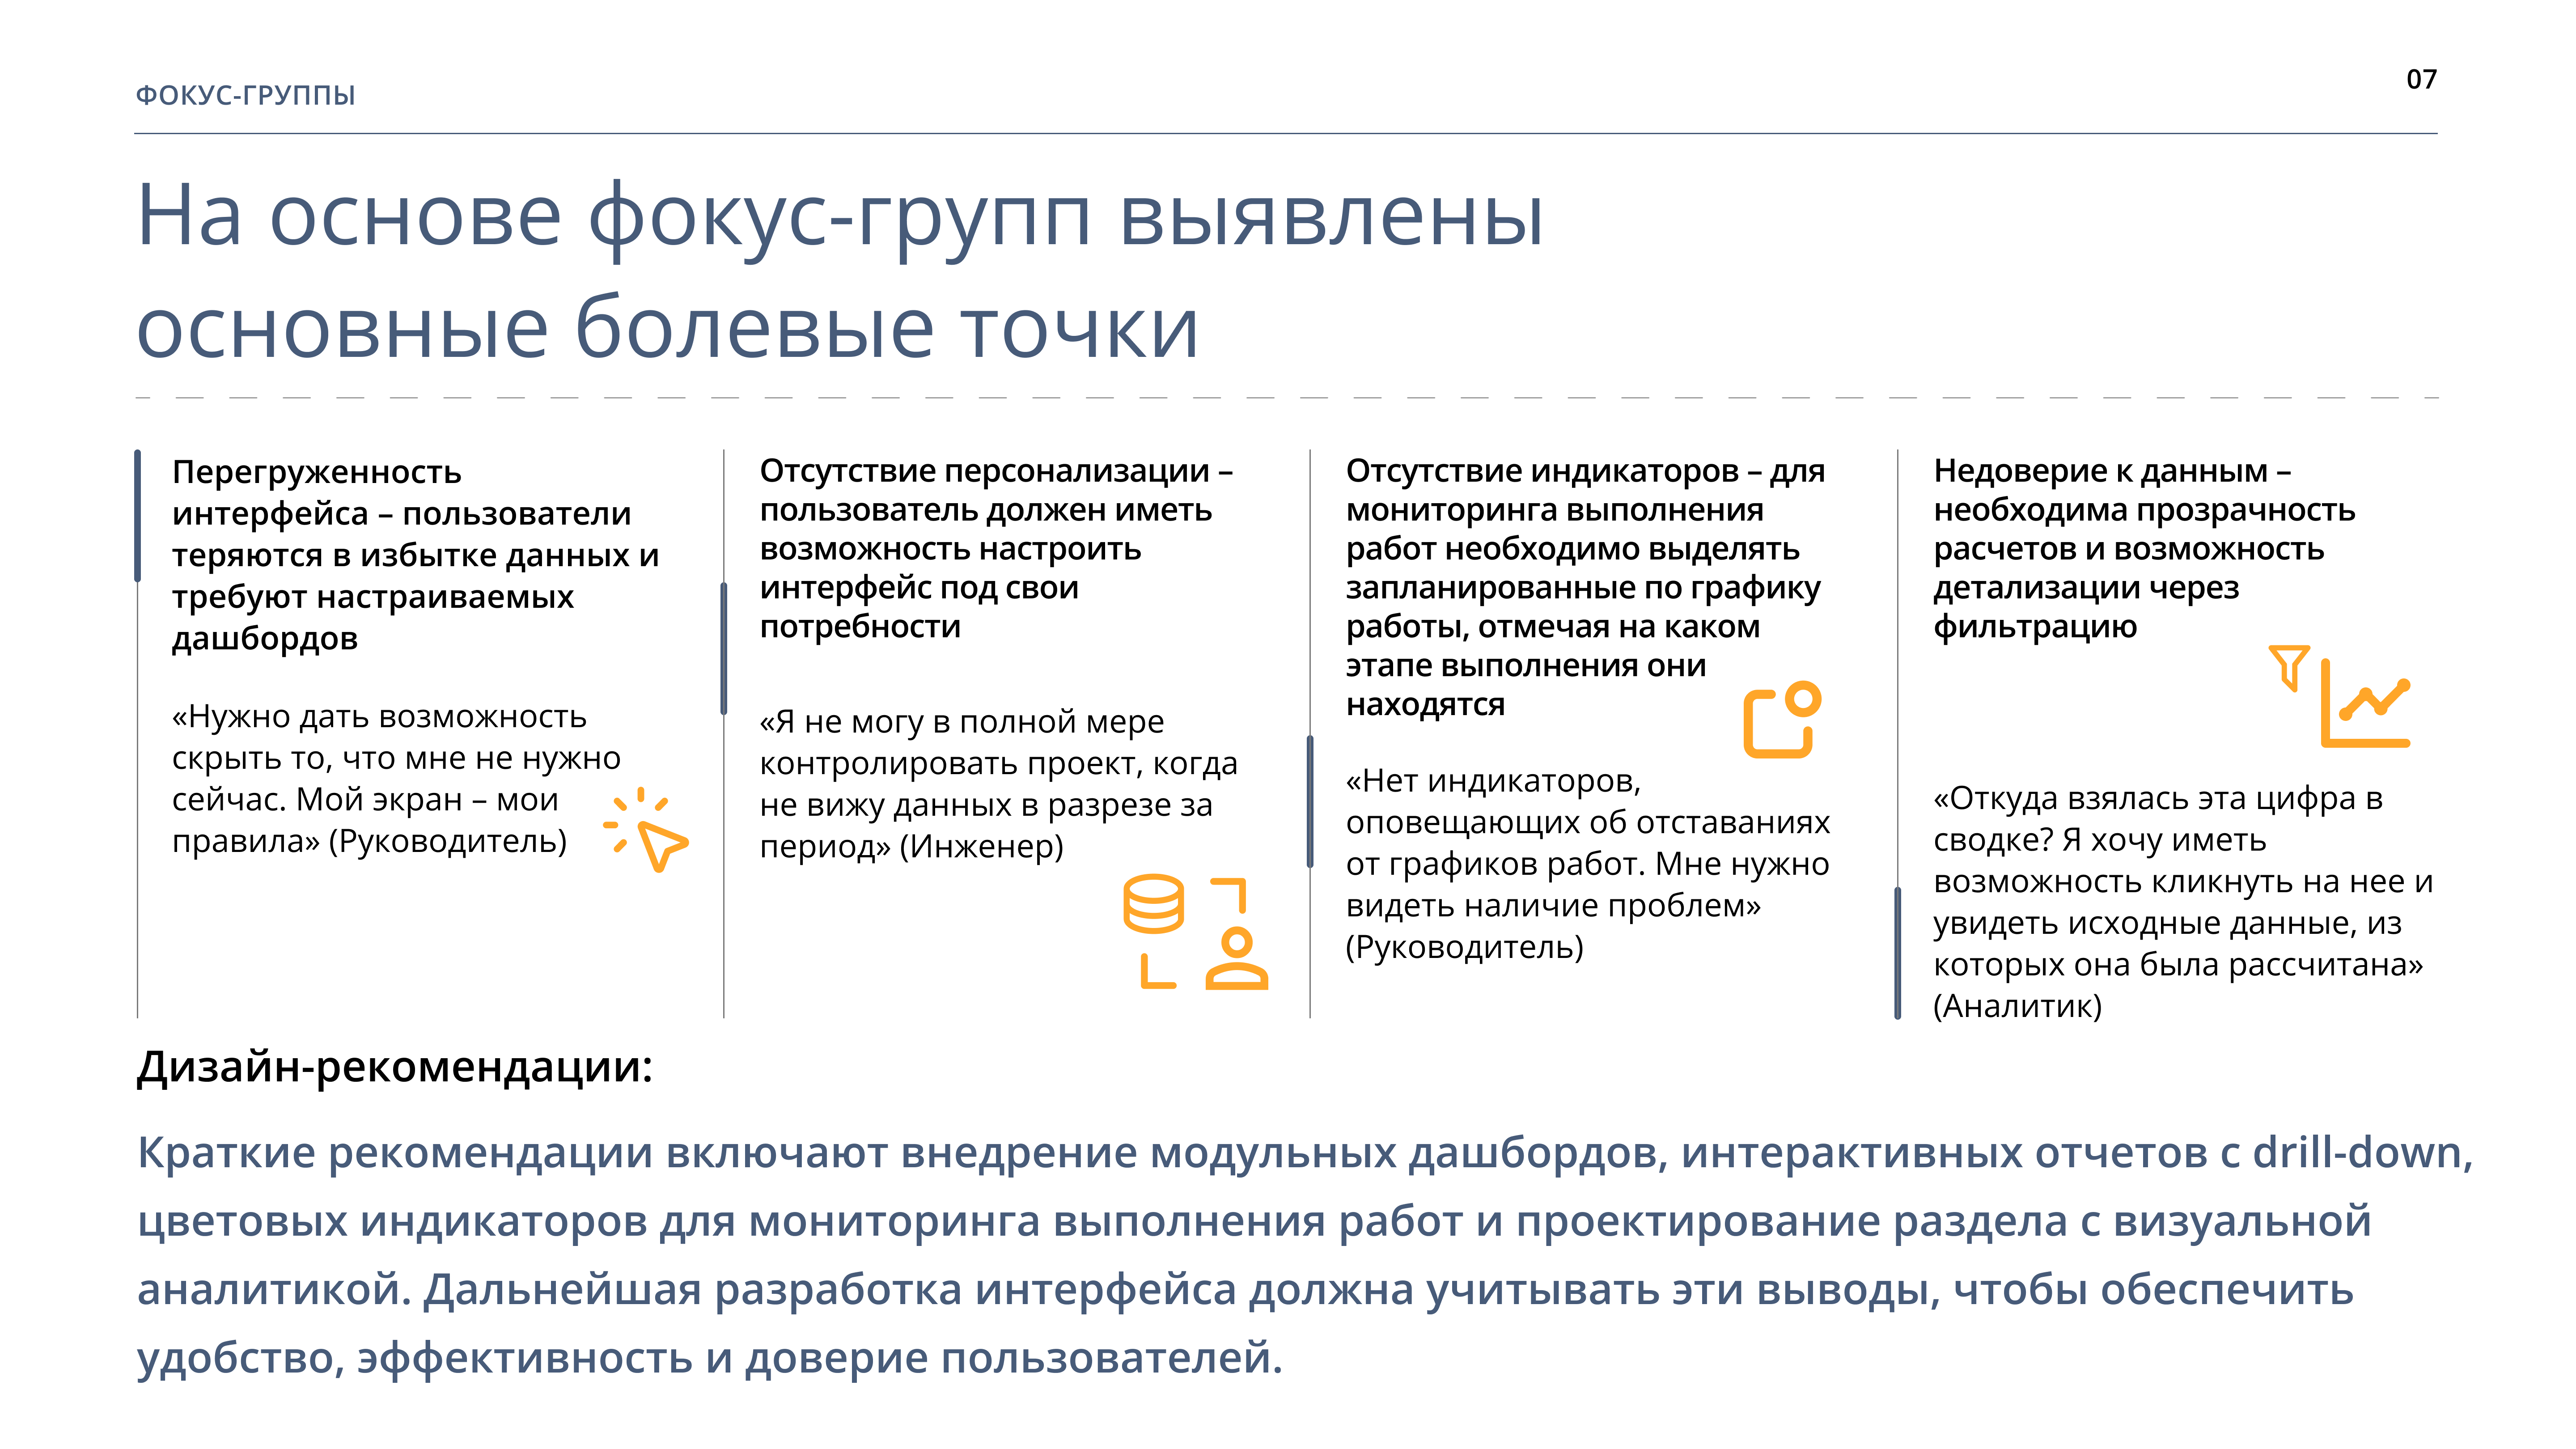 ФОКУС-ГРУППЫ
07
На основе фокус-групп выявлены
основные болевые точки
Перегруженность
интерфейса – пользователи
теряются в избытке данных и
требуют настраиваемых
дашбордов
«Нужно дать возможность
скрыть то, что мне не нужно
сейчас. Мой экран – мои
правила» (Руководитель)
Отсутствие персонализации –
пользователь должен иметь
возможность настроить
интерфейс под свои
потребности
«Я не могу в полной мере
контролировать проект, когда
не вижу данных в разрезе за
период» (Инженер)
Отсутствие индикаторов – для
мониторинга выполнения
работ необходимо выделять
запланированные по графику
работы, отмечая на каком
этапе выполнения они
находятся
«Нет индикаторов,
оповещающих об отставаниях
от графиков работ. Мне нужно
видеть наличие проблем»
(Руководитель)
Недоверие к данным –
необходима прозрачность
расчетов и возможность
детализации через
фильтрацию
«Откуда взялась эта цифра в
сводке? Я хочу иметь
возможность кликнуть на нее и
увидеть исходные данные, из
которых она была рассчитана»
(Аналитик)
Дизайн-рекомендации:
Краткие рекомендации включают внедрение модульных дашбордов, интерактивных отчетов с drill-down,
цветовых индикаторов для мониторинга выполнения работ и проектирование раздела с визуальной
аналитикой. Дальнейшая разработка интерфейса должна учитывать эти выводы, чтобы обеспечить
удобство, эффективность и доверие пользователей.